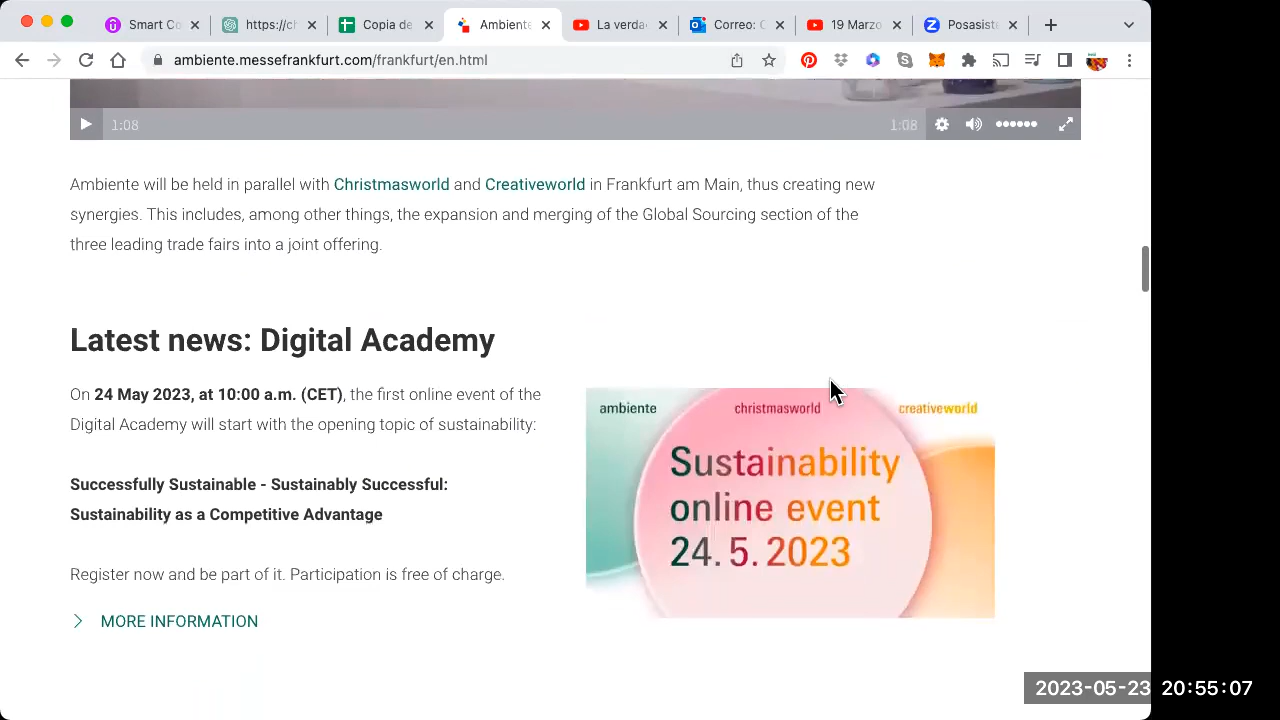 Smart Co
https://ch
Copia de
Ambiente
La verda
Correo: C
19 Marzo
Posasist
ambiente.messefrankfurt.com/frankfurt/en.html
1:08
1:08
Ambiente will be held in parallel with Christmasworld and Creativeworld in Frankfurt am Main, thus creating new
synergies. This includes, among other things, the expansion and merging of the Global Sourcing section of the
three leading trade fairs into a joint offering.
Latest news: Digital Academy
On 24 May 2023, at 10:00 a.m. (CET), the first online event of the
Digital Academy will start with the opening topic of sustainability:
Successfully Sustainable - Sustainably Successful:
Sustainability as a Competitive Advantage
Register now and be part of it. Participation is free of charge.
MORE INFORMATION
ambiente christmasworld creativeworld
Sustainability
online event
24. 5. 2023
2023-05-23 20:55:07